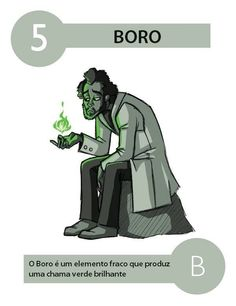 5
BORO
O Boro é um elemento fraco que produz
uma chama verde brilhante
B